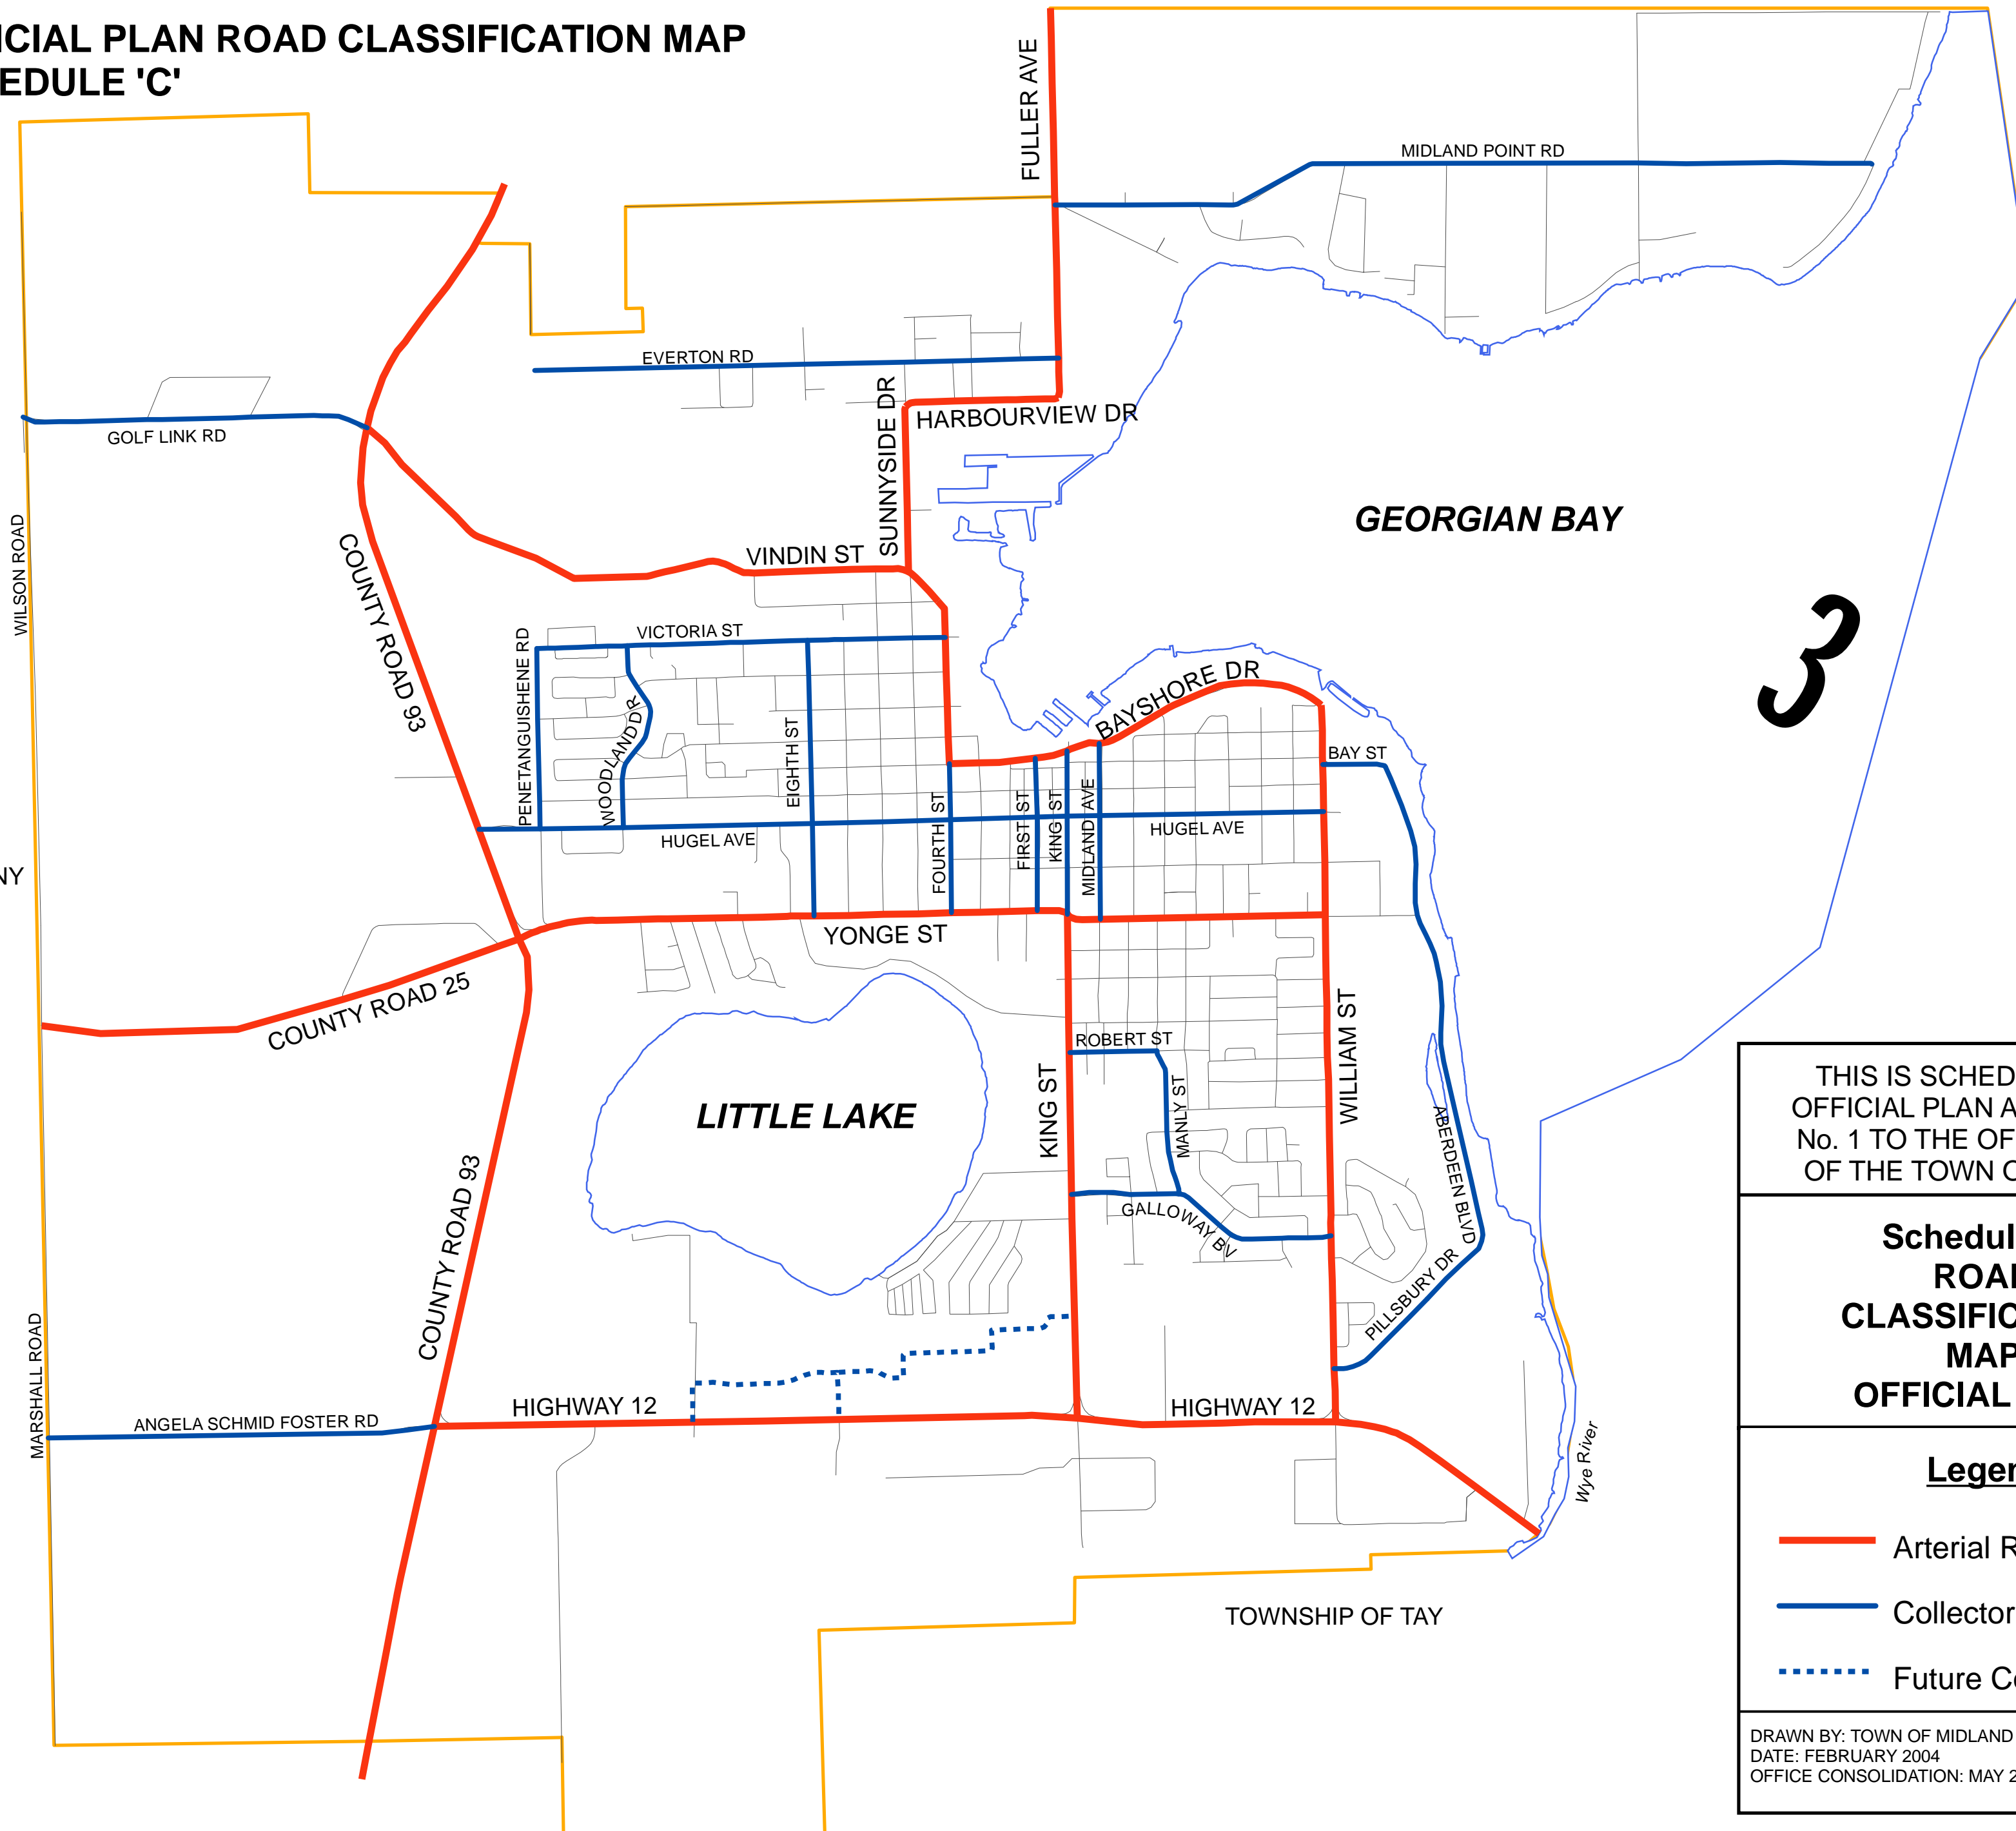 ICIAL PLAN ROAD CLASSIFICATION MAP
EDULE 'C'
FULLER AVE
MIDLAND POINT RD
EVERTON RD
SUNNYSIDE DR
HARBOURVIEW DR
GOLF LINK RD
WILSON ROAD
COUNTY ROAD 93
VINDIN ST
GEORGIAN BAY
3
PENETANGUISHENE RD
VICTORIA ST
WOODLAND DR
EIGHTH ST
BAYSHORE DR
BAY ST
HUGEL AVE
FOURTH ST
FIRST ST
KING ST
MIDLAND AVE
HUGEL AVE
NY
YONGE ST
COUNTY ROAD 25
LITTLE LAKE
ROBERT ST
KING ST
MANLY ST
WILLIAM ST
ABERDEEN BLVD
GALLOWAY BV
PILLSBURY DR
COUNTY ROAD 93
MARSHALL ROAD
ANGELA SCHMID FOSTER RD
HIGHWAY 12
HIGHWAY 12
Wye River
TOWNSHIP OF TAY
THIS IS SCHED
OFFICIAL PLAN A
No. 1 TO THE OF
OF THE TOWN O
Schedul
ROA
CLASSIFIC
MAP
OFFICIAL
Leger
Arterial R
Collector
Future Co
DRAWN BY: TOWN OF MIDLAND
DATE: FEBRUARY 2004
OFFICE CONSOLIDATION: MAY 2